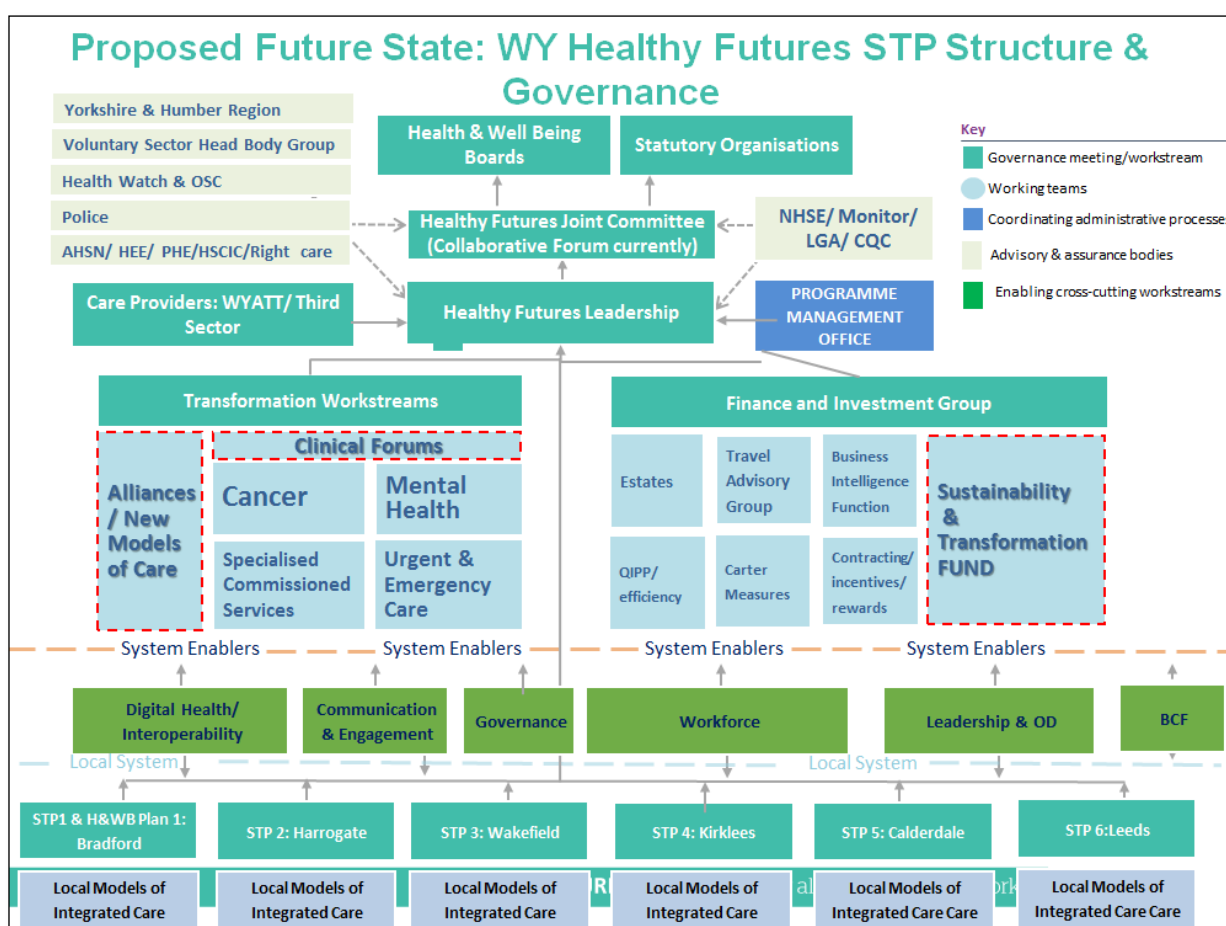 Proposed Future State: WY Healthy Futures STP Structure &
Governance
Yorkshire & Humber Region
Voluntary Sector Head Body Group
Health Watch & OSC
Police
AHSN/ HEE/ PHE/HSCIC/Right care
Health & Well Being
Boards
Statutory Organisations
Key
Governance meeting/workstream
Working teams
Coordinating administrative processes
Advisory & assurance bodies
Enabling cross-cutting workstreams
Healthy Futures Joint Committee
(Collaborative Forum currently)
NHSE/ Monitor/
LGA/ CQC
Care Providers: WYATT/ Third
Sector
Healthy Futures Leadership
PROGRAMME
MANAGEMENT
OFFICE
Transformation Workstreams
Finance and Investment Group
Alliances
/ New
Models
of Care
Clinical Forums
Cancer
Mental
Health
Specialised
Commissioned
Services
Urgent &
Emergency
Care
Estates
Travel
Advisory
Group
Business
Intelligence
Function
QIPP/
efficiency
Carter
Measures
Contracting/
incentives/
rewards
Sustainability
&
Transformation
FUND
System Enablers
System Enablers
System Enablers
System Enablers
Digital Health/
Interoperability
Communication
& Engagement
Governance
Workforce
Leadership & OD
BCF
Local System
Local System
STP1 & H&WB Plan 1:
Bradford
STP 2: Harrogate
STP 3: Wakefield
STP 4: Kirklees
STP 5: Calderdale
STP 6:Leeds
Local Models of
Integrated Care
Local Models of
Integrated Care
Local Models of
Integrated Care
Local Models of
Integrated Care
Local Models of
Integrated Care Care
Local Models of
Integrated Care Care